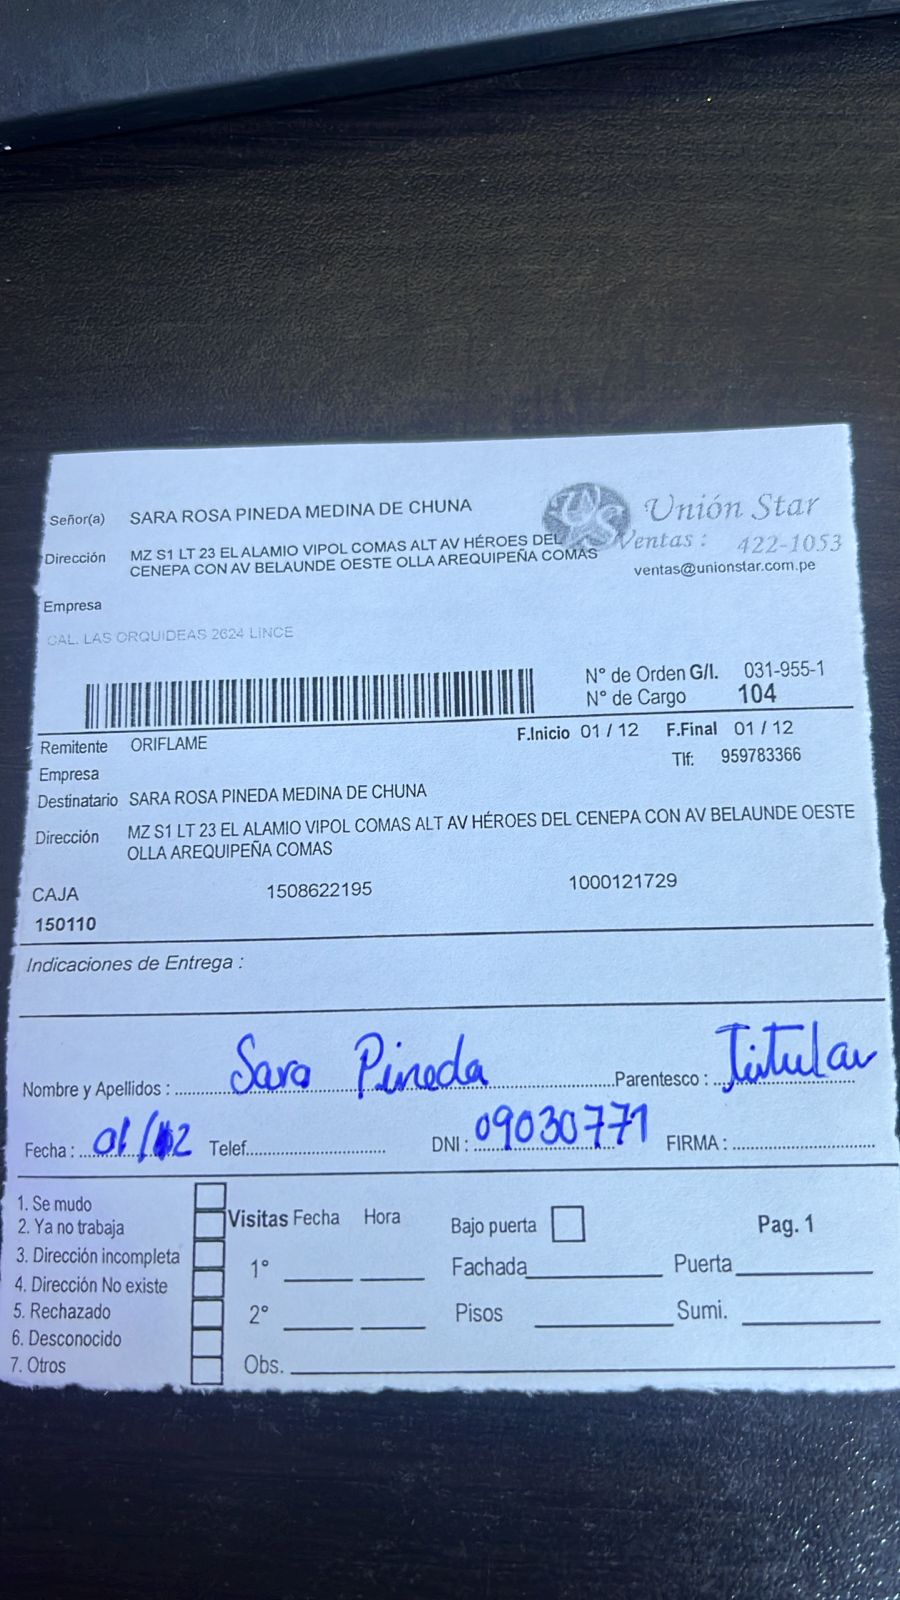 Señor(a) SARA ROSA PINEDA MEDINA DE CHUNA
Unión Star
Dirección MZ S1 LT 23 EL ALAMIO VIPOL COMAS ALT AV HÉROES DEL
CENEPA CON AV BELAUNDE OESTE OLLA AREQUIPEÑA COMAS
Ventas : 422-1053
ventas@unionstar.com.pe
Empresa
CAL. LAS ORQUIDEAS 2624 LINCE
N° de Orden G/I. 031-955-1
N° de Cargo 104
Remitente ORIFLAME F.Inicio 01 / 12 F.Final 01 / 12
Empresa Tlf: 959783366
Destinatario SARA ROSA PINEDA MEDINA DE CHUNA
Dirección MZ S1 LT 23 EL ALAMIO VIPOL COMAS ALT AV HÉROES DEL CENEPA CON AV BELAUNDE OESTE
OLLA AREQUIPEÑA COMAS
CAJA 1508622195 1000121729
150110
Indicaciones de Entrega :
Nombre y Apellidos : Sara Pineda Parentesco : Titular
Fecha : 01/12 Telef. DNI : 09030771 FIRMA :
1. Se mudo
2. Ya no trabaja
3. Dirección incompleta
4. Dirección No existe
5. Rechazado
6. Desconocido
7. Otros
Visitas Fecha Hora Bajo puerta Pag. 1
1° Fachada Puerta
2° Pisos Sumi.
Obs.